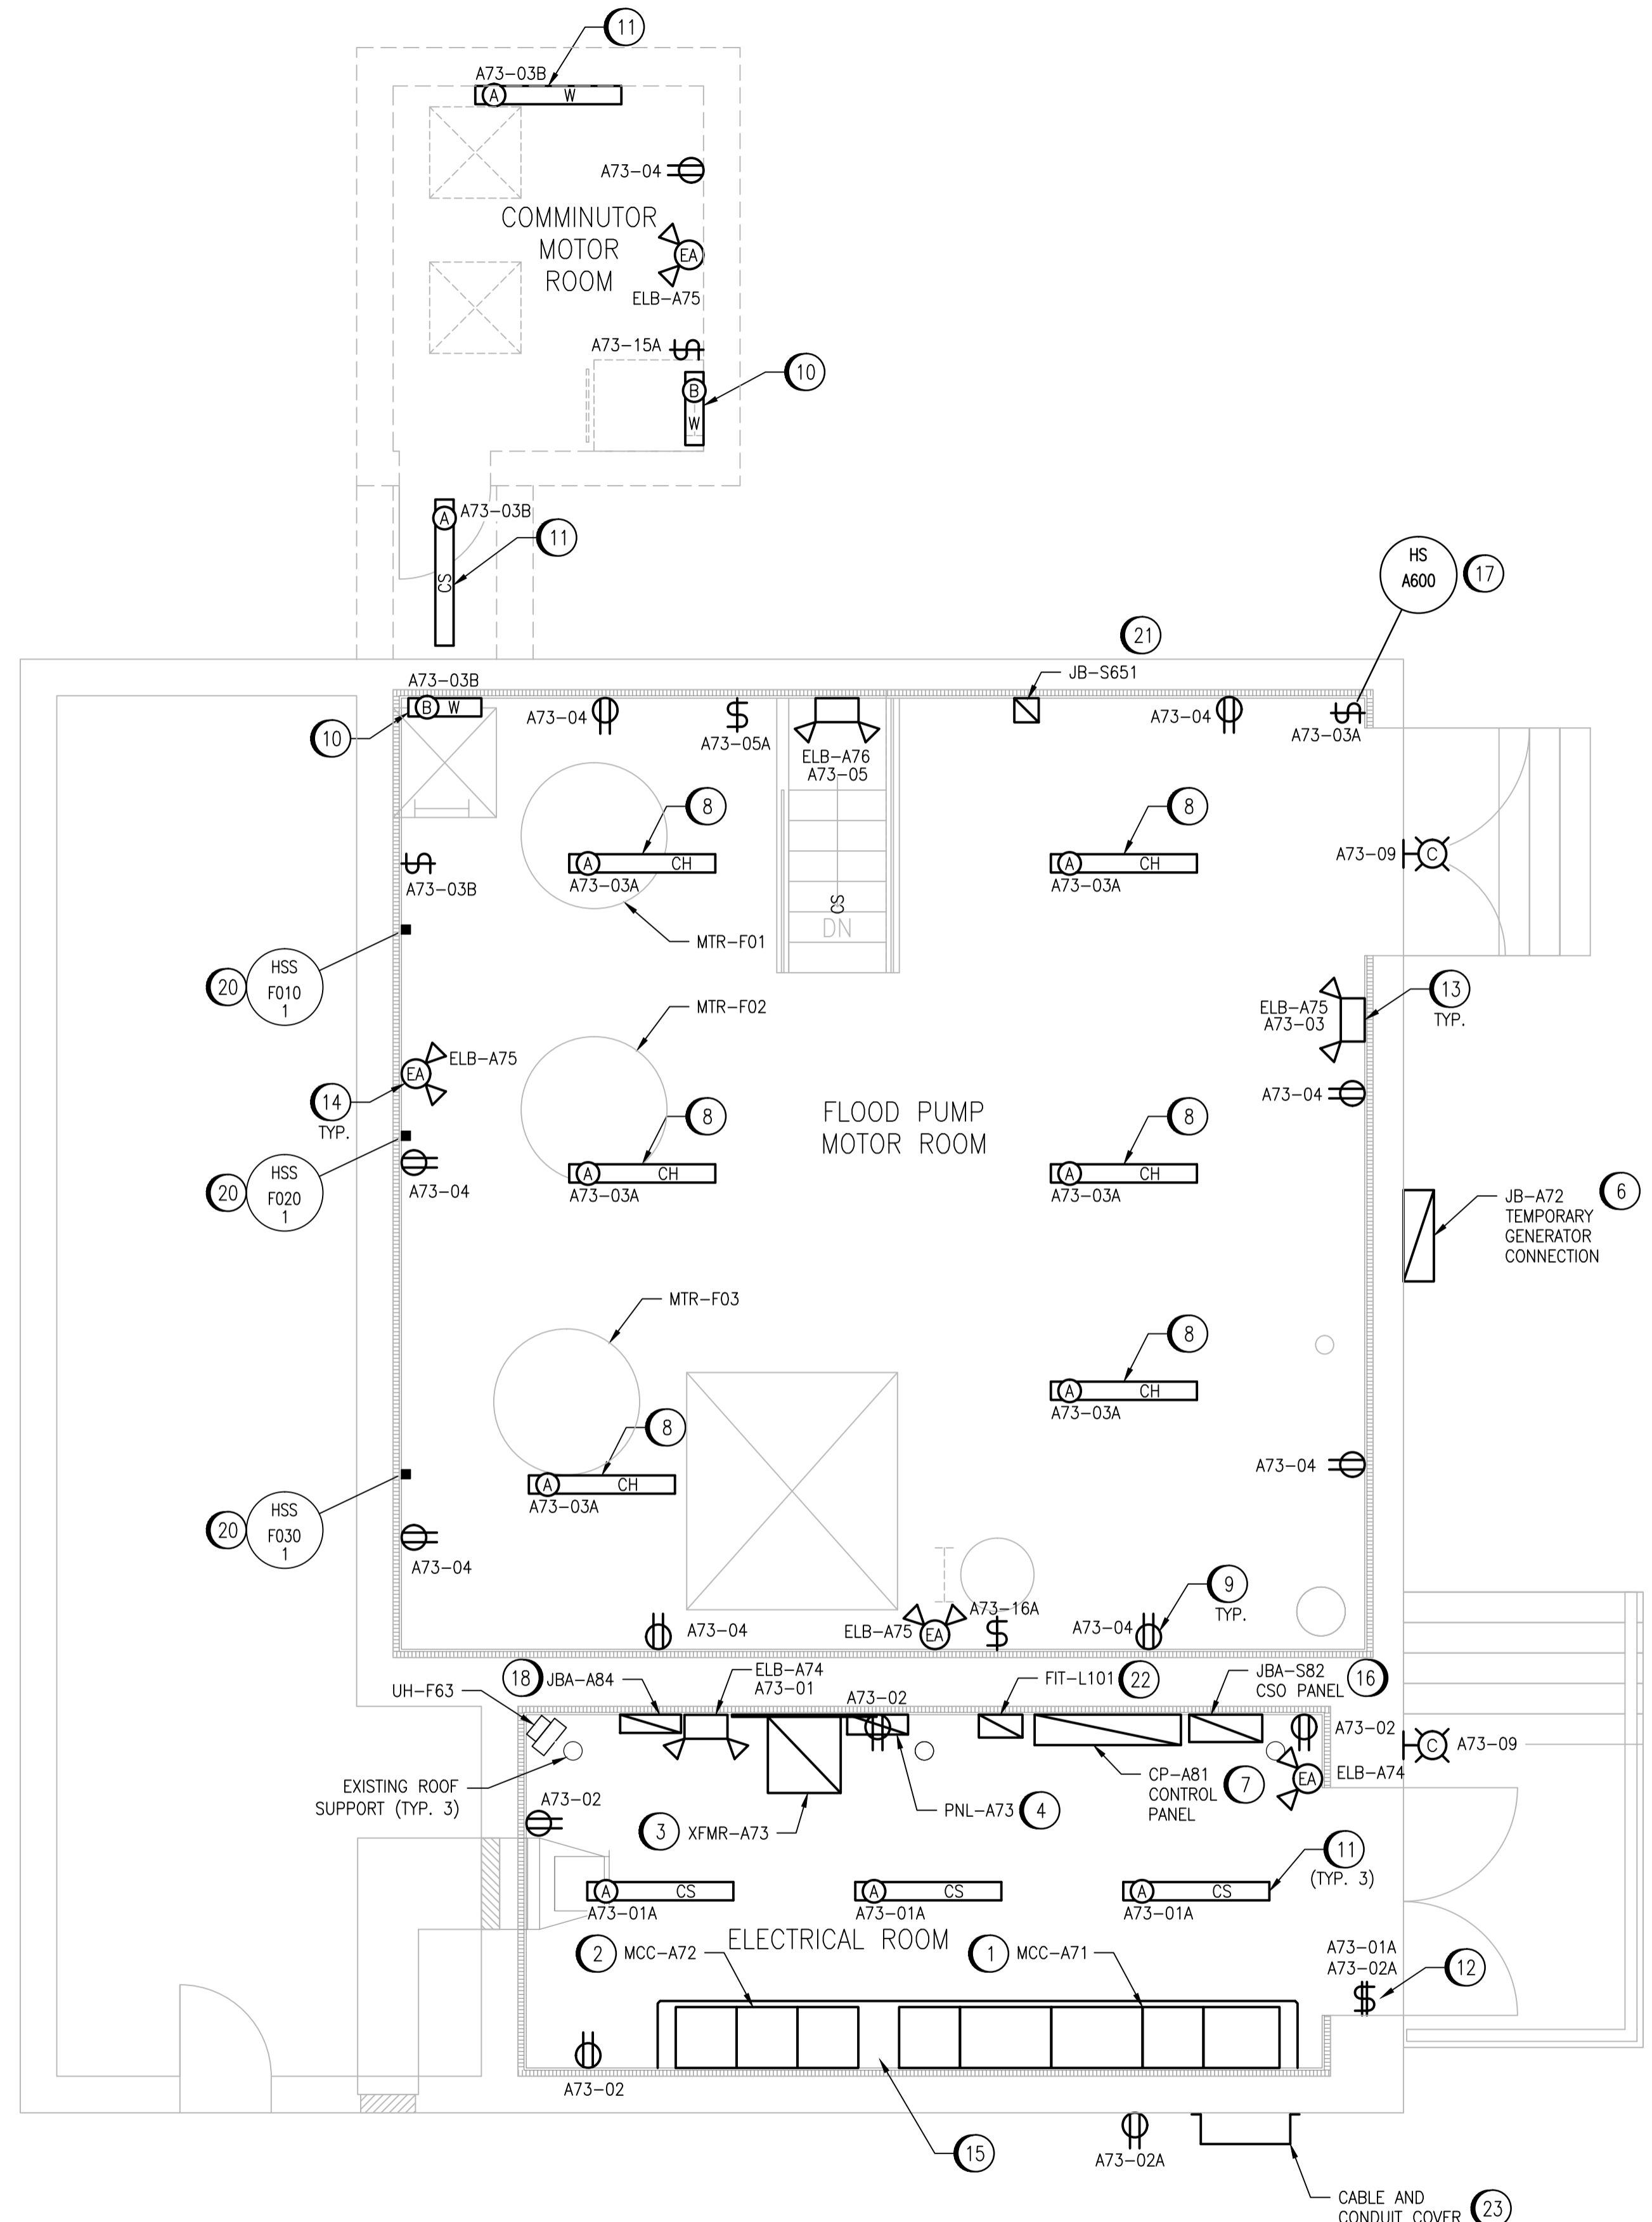 11
A73-03B
A
W
A73-04
COMMINUTOR
MOTOR
ROOM
EA
ELB-A75
A73-15A
B
W
10
A
A73-03B
CS
11
HS
A600
17
21
JB-S651
A73-03B
B
W
10
A73-04
A73-05A
ELB-A76
A73-05
A73-04
A73-03A
8
A
CH
A73-03A
8
A
CH
A73-03A
A73-09
C
A73-03B
CS
DN
MTR-F01
20
HSS
F010
1
MTR-F02
ELB-A75
A73-03
13
TYP.
EA
ELB-A75
14
TYP.
A73-04
8
A
CH
A73-03A
FLOOD PUMP
MOTOR ROOM
8
A
CH
A73-03A
20
HSS
F020
1
A73-04
JB-A72
TEMPORARY
GENERATOR
CONNECTION
6
MTR-F03
8
A
CH
A73-03A
8
A
CH
A73-03A
A73-04
20
HSS
F030
1
A73-04
A73-04
ELB-A75
EA
A73-16A
A73-04
9
TYP.
UH-F63
18
JBA-A84
ELB-A74
A73-01
A73-02
FIT-L101
22
JBA-S82
CSO PANEL
16
A73-02
C
A73-09
EXISTING ROOF
SUPPORT (TYP. 3)
A73-02
3
XFMR-A73
PNL-A73
4
CP-A81
CONTROL
PANEL
7
EA
ELB-A74
A
CS
A73-01A
A
CS
A73-01A
A
CS
A73-01A
11
(TYP. 3)
ELECTRICAL ROOM
2
MCC-A72
1
MCC-A71
A73-01A
A73-02A
12
A73-02
15
A73-02A
CABLE AND
CONDUIT COVER
23